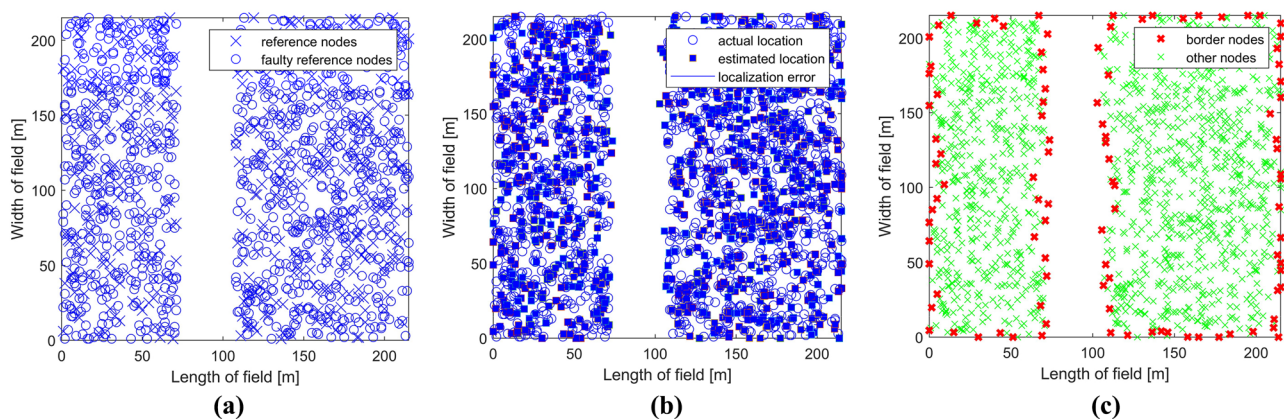 200
150
100
50
0
Width of field [m]
reference nodes
faulty reference nodes
0 50 100 150 200
Length of field [m]
(a)
200
150
100
50
0
Width of field [m]
actual location
estimated location
localization error
0 50 100 150 200
Length of field [m]
(b)
200
150
100
50
0
Width of field [m]
border nodes
other nodes
0 50 100 150 200
Length of field [m]
(c)